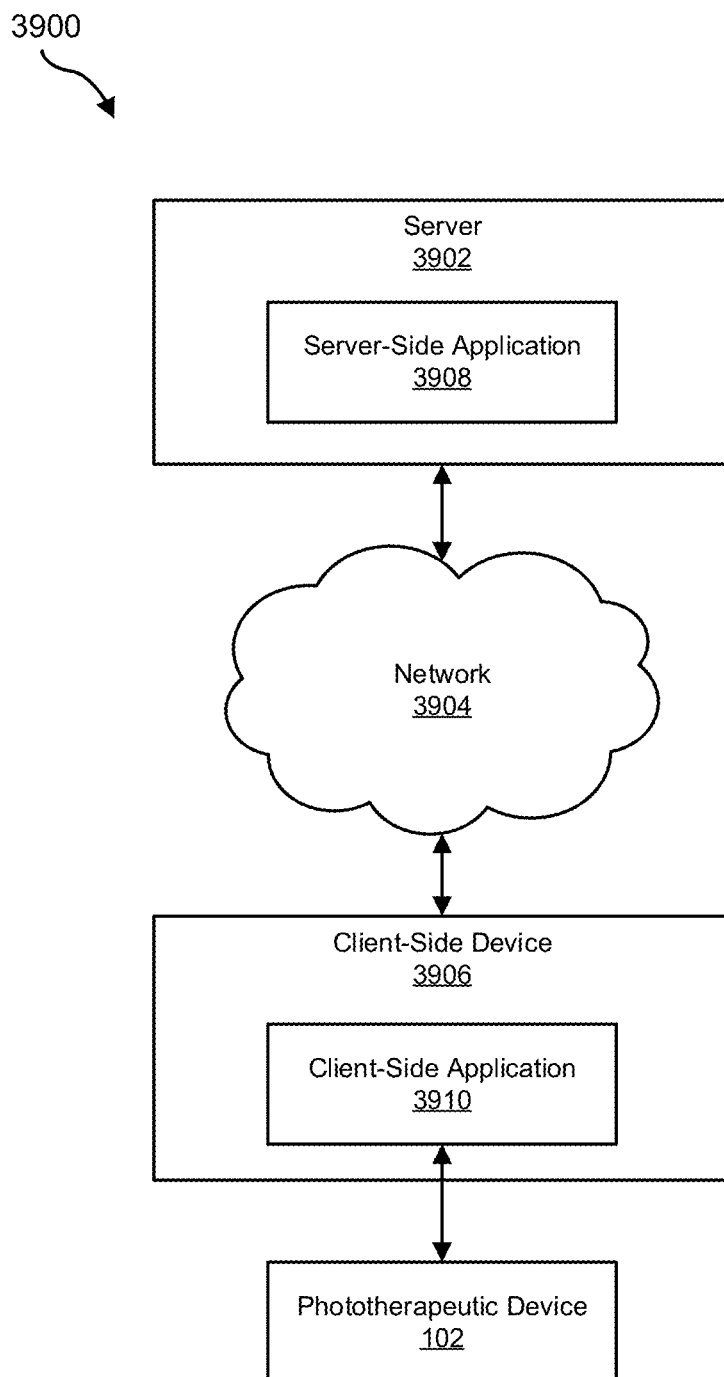 3900
Server
3902
Server-Side Application
3908
Network
3904
Client-Side Device
3906
Client-Side Application
3910
Phototherapeutic Device
102